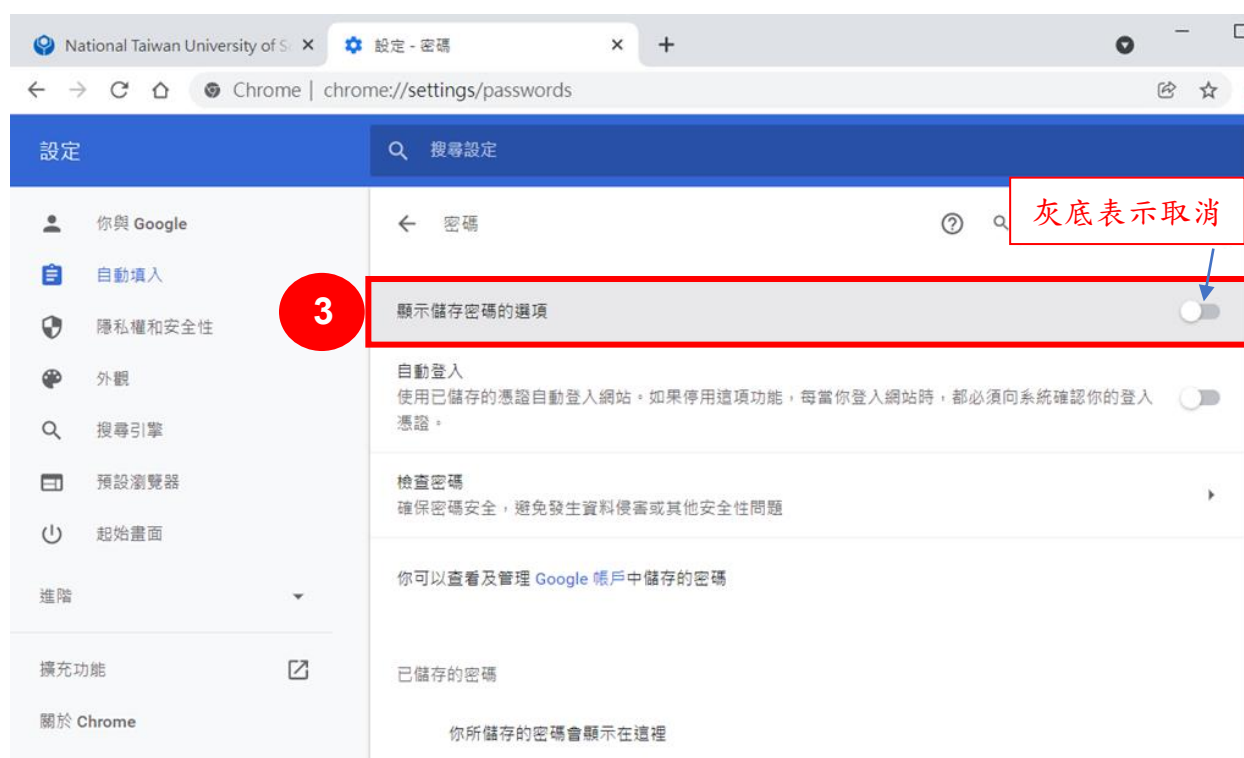 National Taiwan University of S
設定 - 密碼
Chrome | chrome://settings/passwords
設定
搜尋設定
你與 Google
自動填入
隱私權和安全性
外觀
搜尋引擎
預設瀏覽器
起始畫面
進階
擴充功能
關於 Chrome
密碼
灰底表示取消
3
顯示儲存密碼的選項
自動登入
使用已儲存的憑證自動登入網站。如果停用這項功能，每當你登入網站時，都必須向系統確認你的登入
憑證。
檢查密碼
確保密碼安全，避免發生資料侵害或其他安全性問題
你可以查看及管理 Google 帳戶中儲存的密碼
已儲存的密碼
你所儲存的密碼會顯示在這裡